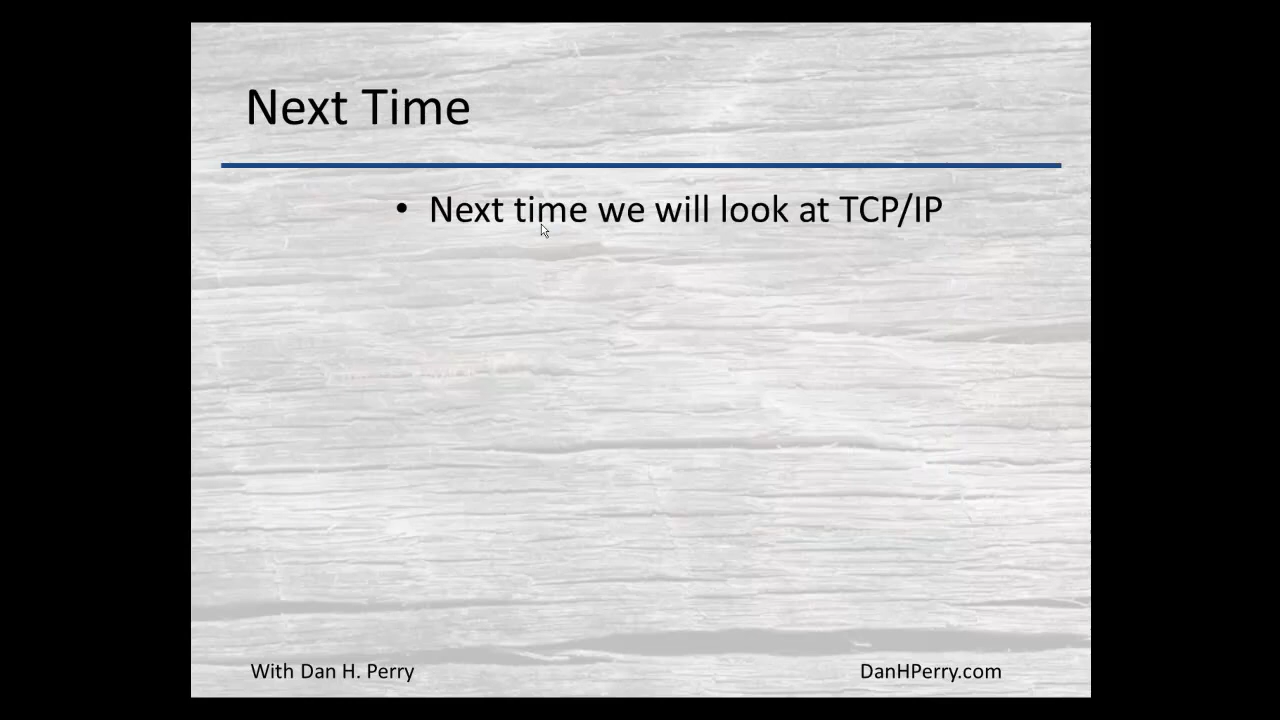 Next Time
• Next time we will look at TCP/IP
With Dan H. Perry
DanHPerry.com